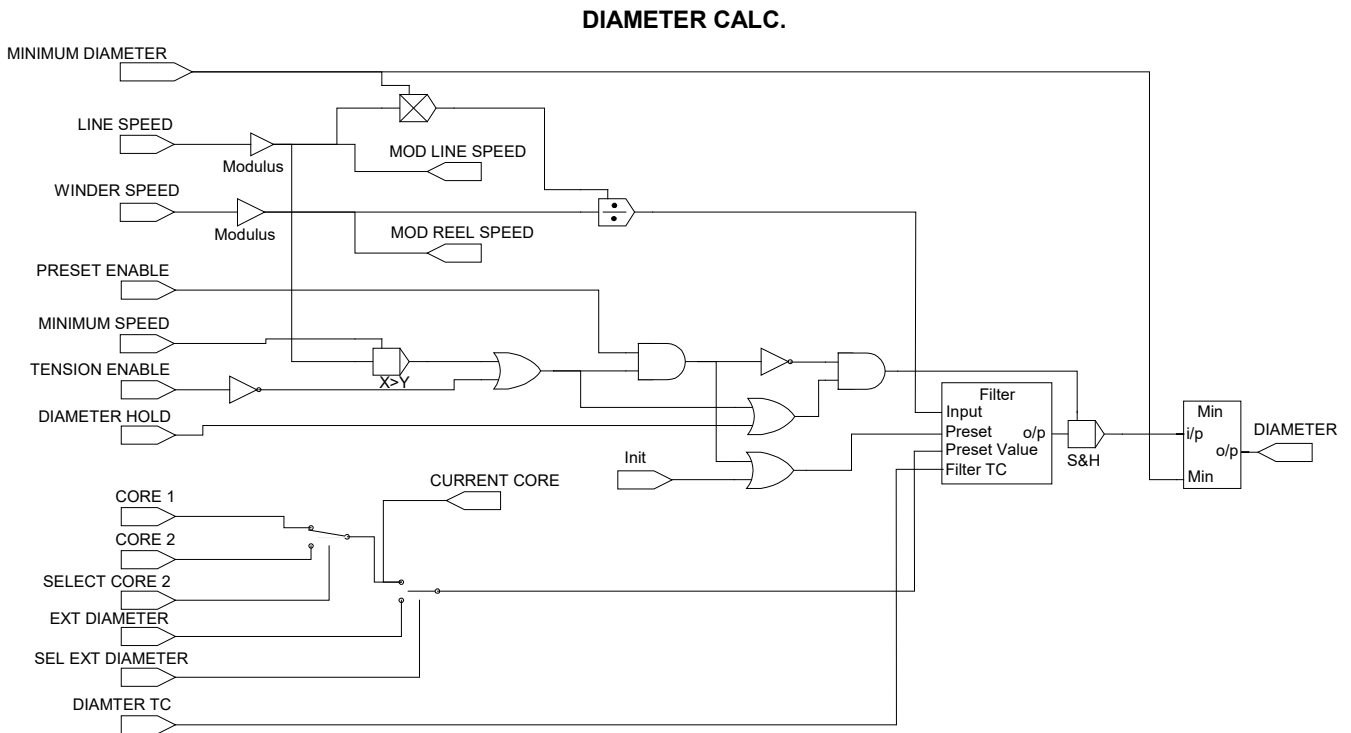 DIAMETER CALC.
MINIMUM DIAMETER
LINE SPEED
Modulus
MOD LINE SPEED
WINDER SPEED
Modulus
MOD REEL SPEED
PRESET ENABLE
MINIMUM SPEED
X>Y
TENSION ENABLE
DIAMETER HOLD
Filter
Input
Preset
o/p
Preset Value
Filter TC
S&H
Min
i/p
o/p
Min
DIAMETER
Init
CURRENT CORE
CORE 1
CORE 2
SELECT CORE 2
EXT DIAMETER
SEL EXT DIAMETER
DIAMTER TC